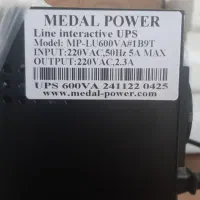 MEDAL POWER
Line interactive UPS
Model: MP-LU600VA#1B9T
INPUT:220VAC,50Hz 5A MAX
OUTPUT:220VAC,2.3A
UPS 600VA 241122 0425
www.medal-power.com